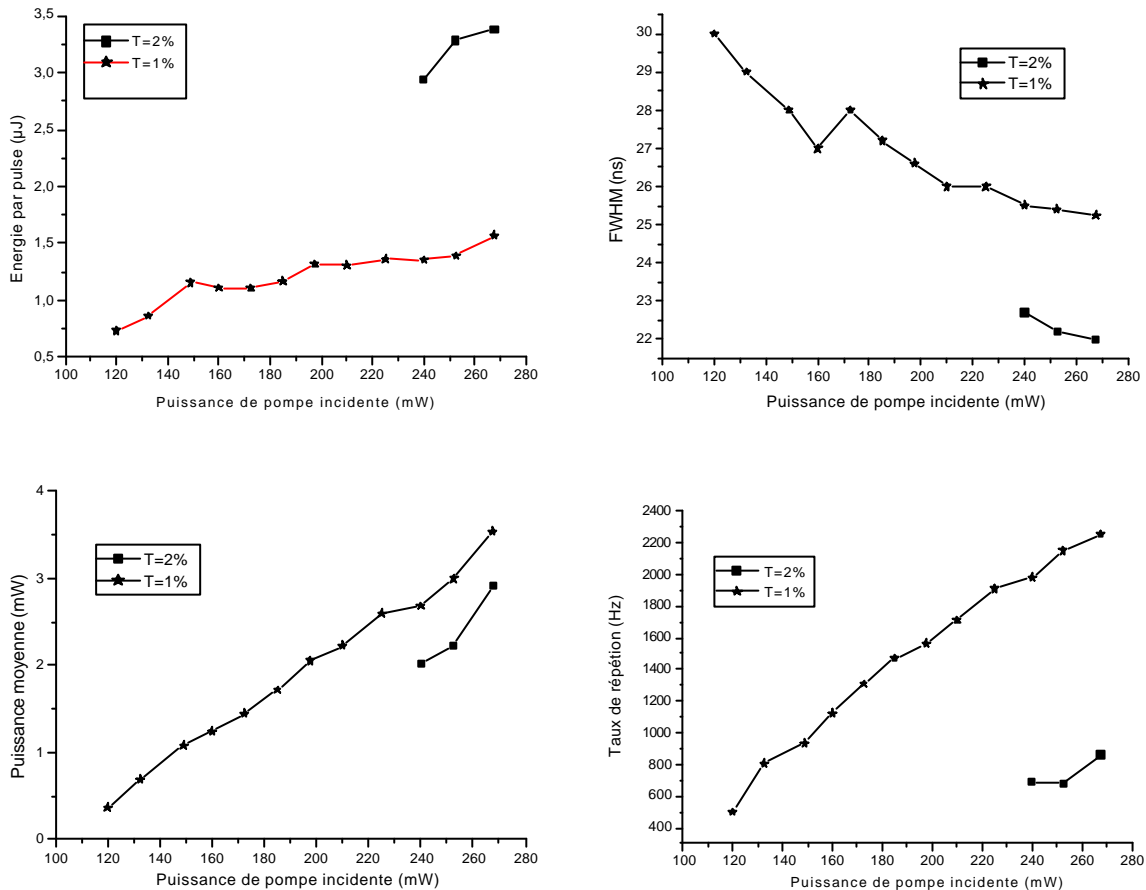 3,5
3,0
2,5
2,0
1,5
1,0
0,5
100 120 140 160 180 200 220 240 260 280
Energie par pulse (µJ)
Puissance de pompe incidente (mW)
T=2%
T=1%
30
29
28
27
26
25
24
23
22
100 120 140 160 180 200 220 240 260 280
FWHM (ns)
Puissance de pompe incidente (mW)
T=2%
T=1%
4
3
2
1
0
100 120 140 160 180 200 220 240 260 280
Puissance moyenne (mW)
Puissance de pompe incidente (mW)
T=2%
T=1%
2400
2200
2000
1800
1600
1400
1200
1000
800
600
400
100 120 140 160 180 200 220 240 260 280
Taux de répétion (Hz)
Puissance de pompe incidente (mW)
T=2%
T=1%